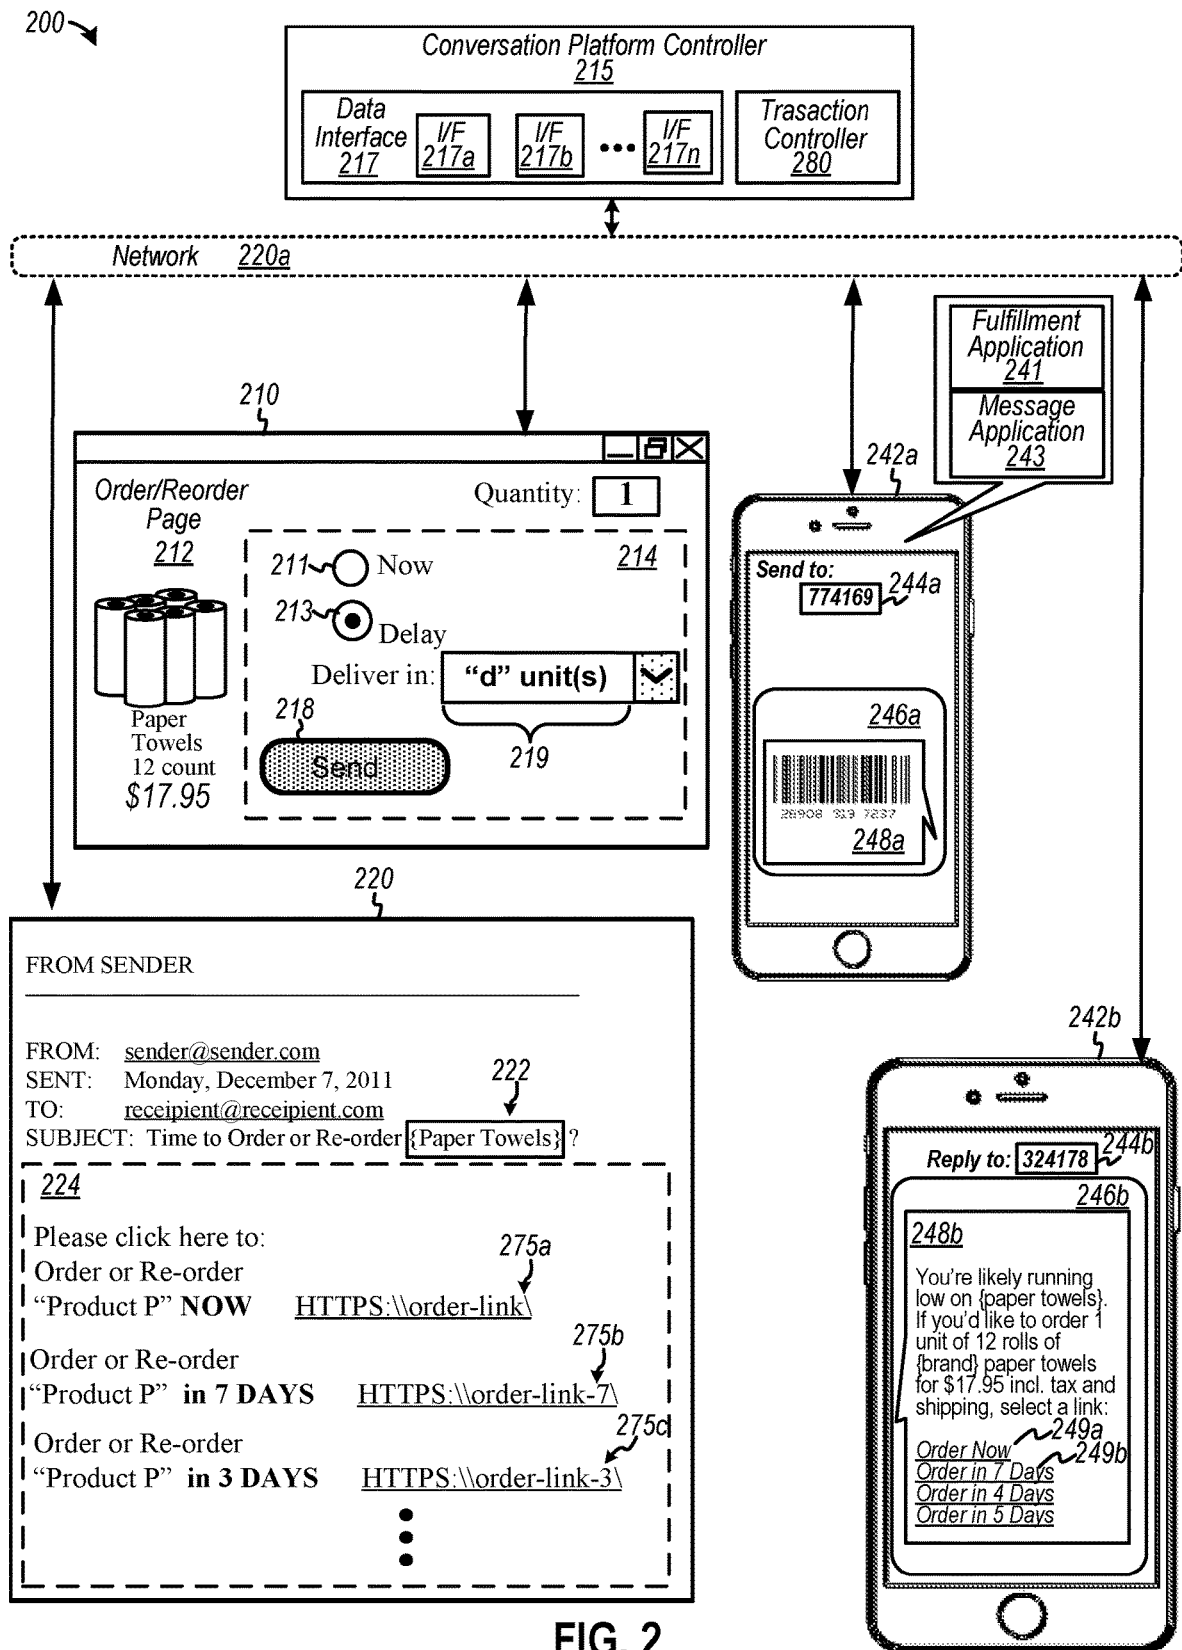 200
Conversation Platform Controller
215
Data
Interface
217
I/F
217a
I/F
217b
I/F
217n
Trasaction
Controller
280
Network 220a
Fulfillment
Application
241
Message
Application
243
210
Order/Reorder
Page
212
Quantity: 1
214
211 Now
213 Delay
Deliver in: “d” unit(s)
219
218
Send
Paper
Towels
12 count
$17.95
242a
Send to:
774169 244a
246a
28908 313 7237
248a
220
FROM SENDER
FROM: sender@sender.com
SENT: Monday, December 7, 2011
TO: receipient@receipient.com
222
SUBJECT: Time to Order or Re-order {Paper Towels} ?
224
Please click here to:
Order or Re-order
275a
“Product P” NOW HTTPS:\\order-link\
Order or Re-order
275b
“Product P” in 7 DAYS HTTPS:\\order-link-7\
Order or Re-order
275c
“Product P” in 3 DAYS HTTPS:\\order-link-3\
242b
Reply to: 324178 244b
246b
248b
You're likely running
low on {paper towels}.
If you'd like to order 1
unit of 12 rolls of
{brand} paper towels
for $17.95 incl. tax and
shipping, select a link:
249a
Order Now
249b
Order in 7 Days
Order in 4 Days
Order in 5 Days
FIG. 2